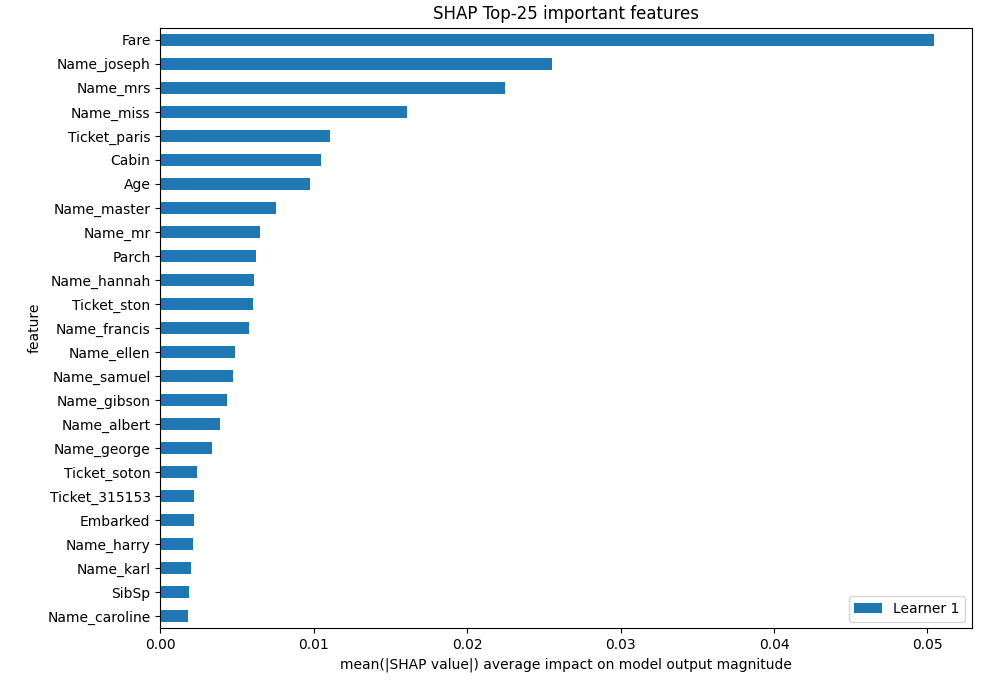 SHAP Top-25 important features
Fare
Name_joseph
Name_mrs
Name_miss
Ticket_paris
Cabin
Age
Name_master
Name_mr
Parch
Name_hannah
Ticket_ston
Name_francis
Name_ellen
Name_samuel
Name_gibson
Name_albert
Name_george
Ticket_soton
Ticket_315153
Embarked
Name_harry
Name_karl
SibSp
Name_caroline
feature
Learner 1
0.00 0.01 0.02 0.03 0.04 0.05
mean(|SHAP value|) average impact on model output magnitude